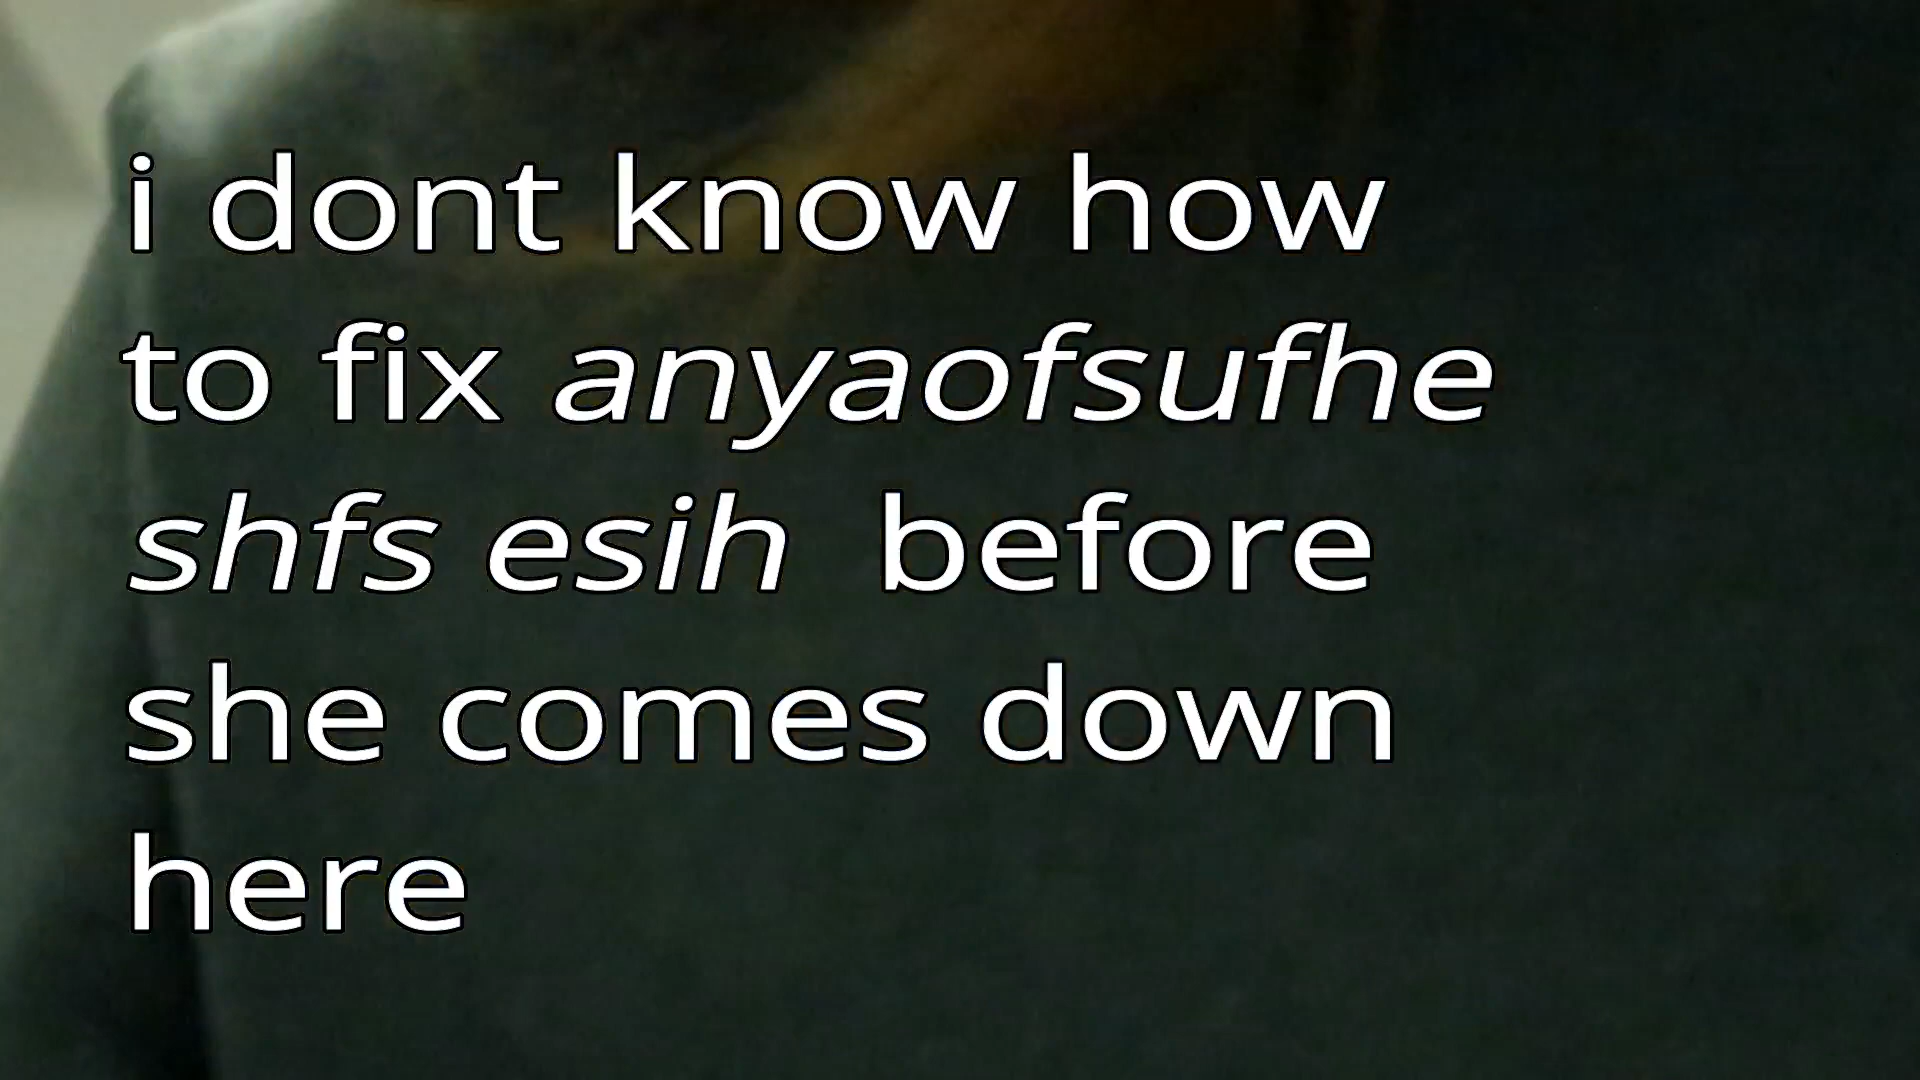 i dont know how
to fix anyaofsufhe
shfs esih before
she comes down
here